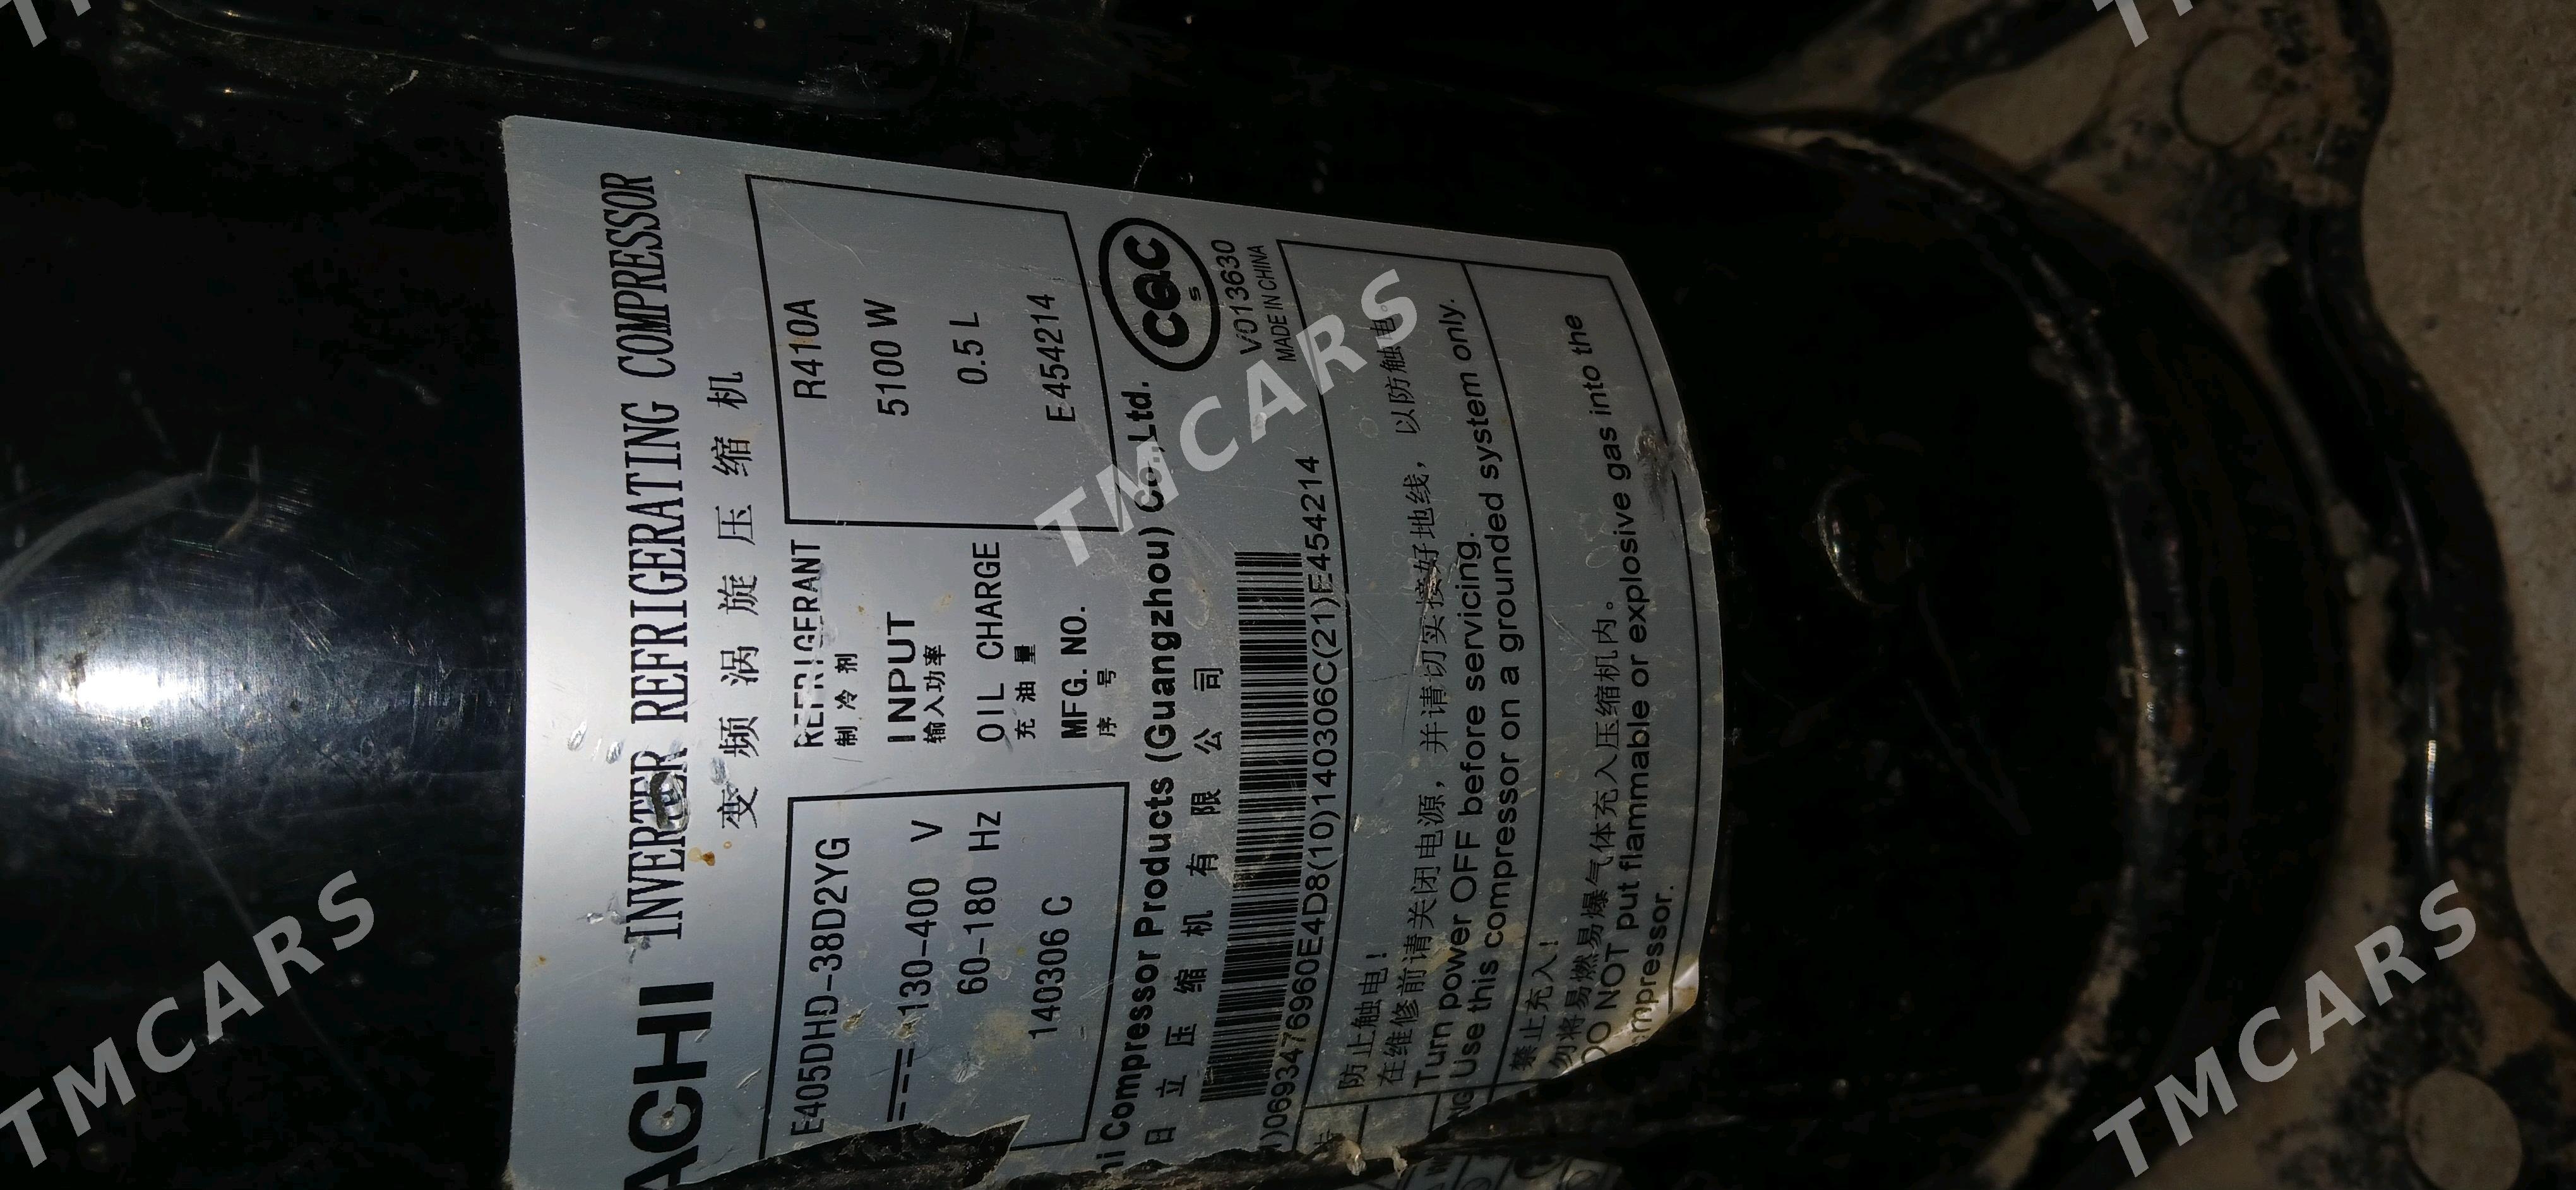 ACHI INVERTER REFRIGERATING COMPRESSOR
变频涡旋压缩机
E405DHD-38D2YG
130-400 V
60-180 Hz
140306 C
REFRIGERANT
制冷剂
R410A
INPUT
输入功率
5100 W
OIL CHARGE
充油量
0.5 L
MFG. NO.
序号
E454214
hi Compressor Products (Guangzhou) Co.,Ltd.
日立压缩机有限公司
CQC
S
V013630
MADE IN CHINA
1)0693476960E4D8(10)140306C(21)E454214
防止触电!
在维修前请关闭电源，并请切实接好地线，以防触电。
Turn power OFF before servicing.
NG Use this compressor on a grounded system only.
禁止充入!
勿将易燃易爆气体充入压缩机内。
DO NOT put flammable or explosive gas into the
ompressor.
TMCARS
TMCARS
TMCARS